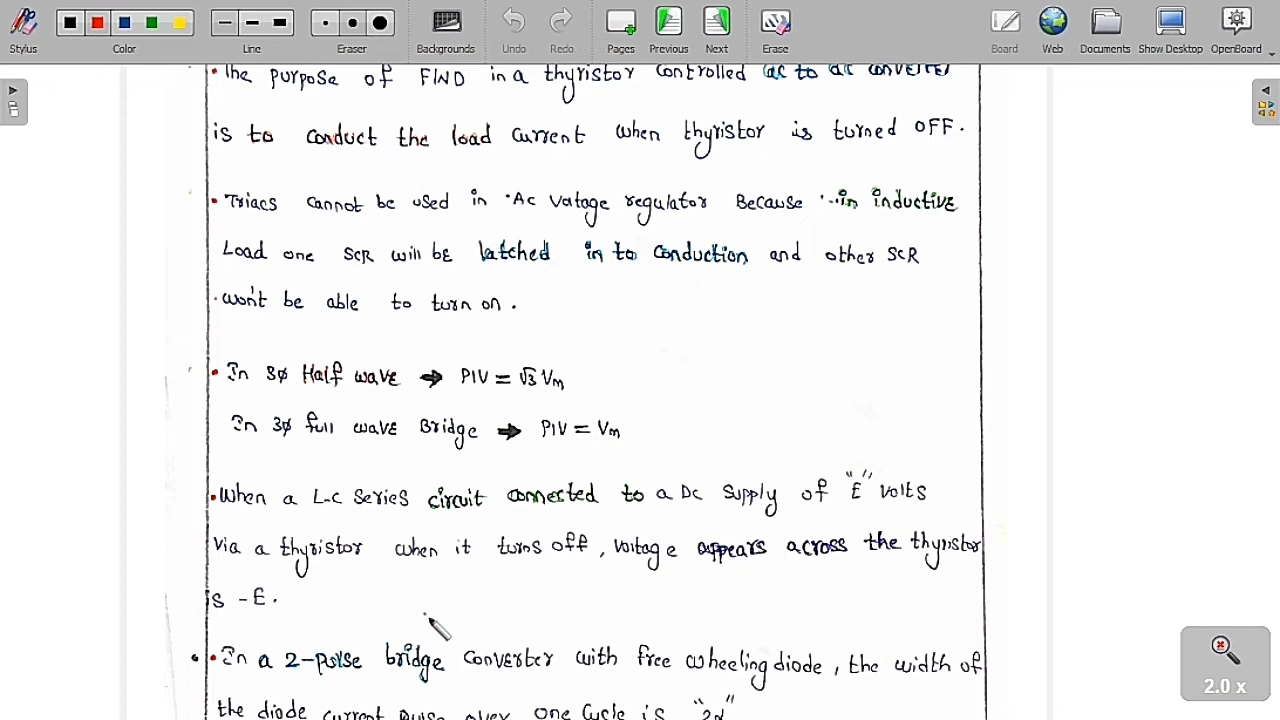 Stylus Color Line Eraser Backgrounds Undo Redo Pages Previous Next Erase Board Web Documents Show Desktop OpenBoard
• The purpose of FWD in a thyristor controlled ac to dc converter
is to conduct the load current when thyristor is turned OFF.
• Triacs cannot be used in Ac Voltage regulator Because in inductive
Load one SCR will be latched in to conduction and other SCR
won't be able to turn on.
• In 3φ Half wave → PIV = √3 Vm
In 3φ full wave Bridge → PIV = Vm
• When a L-C Series circuit connected to a DC Supply of "E" volts
Via a thyristor when it turns off, Voltage appears across the thyristor
is -E.
• In a 2-pulse bridge converter with free wheeling diode, the width of
the diode current pulse over one cycle is "2α"
2.0 x